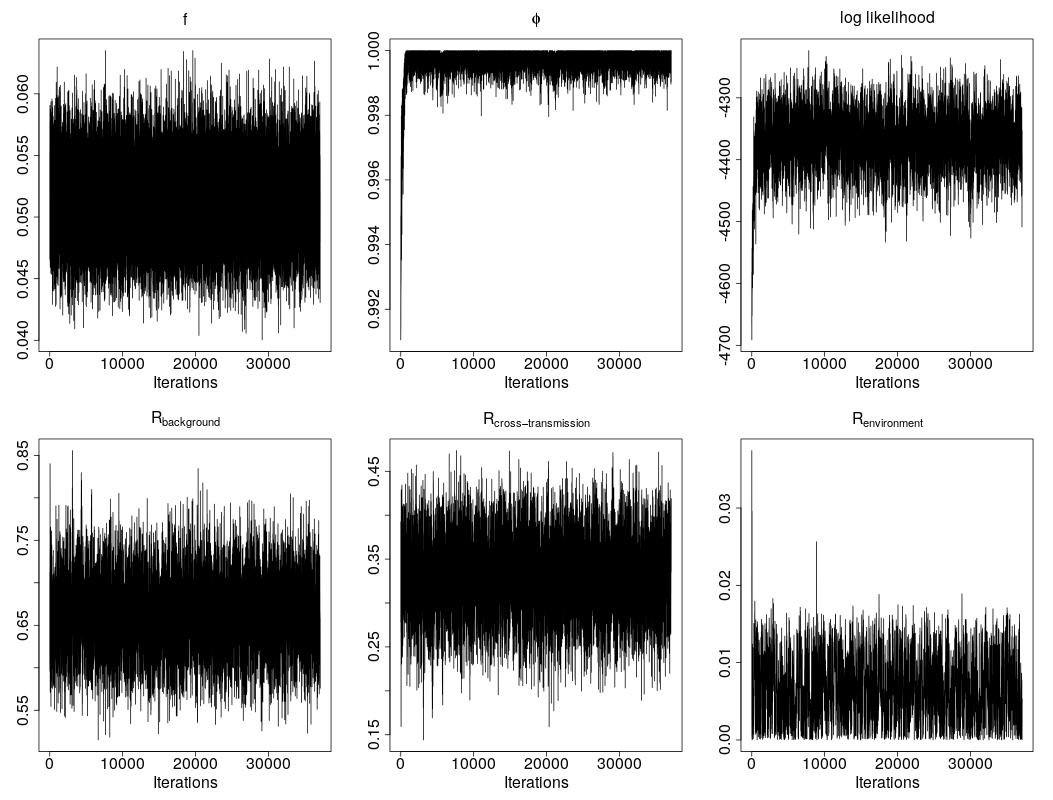 f
0.040 0.045 0.050 0.055 0.060
0 10000 20000 30000
Iterations
ϕ
0.992 0.994 0.996 0.998 1.000
0 10000 20000 30000
Iterations
log likelihood
-4700 -4600 -4500 -4400 -4300
0 10000 20000 30000
Iterations
R_background
0.55 0.65 0.75 0.85
0 10000 20000 30000
Iterations
R_cross−transmission
0.15 0.25 0.35 0.45
0 10000 20000 30000
Iterations
R_environment
0.00 0.01 0.02 0.03
0 10000 20000 30000
Iterations